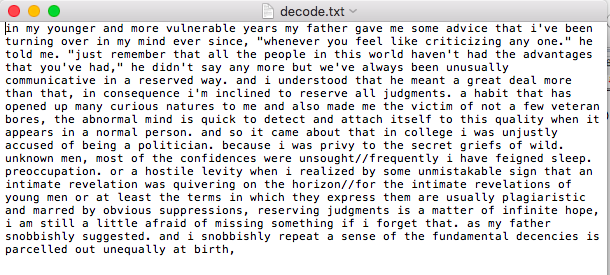 decode.txt
in my younger and more vulnerable years my father gave me some advice that i've been
turning over in my mind ever since, "whenever you feel like criticizing any one." he
told me. "just remember that all the people in this world haven't had the advantages
that you've had," he didn't say any more but we've always been unusually
communicative in a reserved way. and i understood that he meant a great deal more
than that, in consequence i'm inclined to reserve all judgments. a habit that has
opened up many curious natures to me and also made me the victim of not a few veteran
bores, the abnormal mind is quick to detect and attach itself to this quality when it
appears in a normal person. and so it came about that in college i was unjustly
accused of being a politician. because i was privy to the secret griefs of wild.
unknown men, most of the confidences were unsought//frequently i have feigned sleep.
preoccupation. or a hostile levity when i realized by some unmistakable sign that an
intimate revelation was quivering on the horizon//for the intimate revelations of
young men or at least the terms in which they express them are usually plagiaristic
and marred by obvious suppressions, reserving judgments is a matter of infinite hope,
i am still a little afraid of missing something if i forget that. as my father
snobbishly suggested. and i snobbishly repeat a sense of the fundamental decencies is
parcelled out unequally at birth,